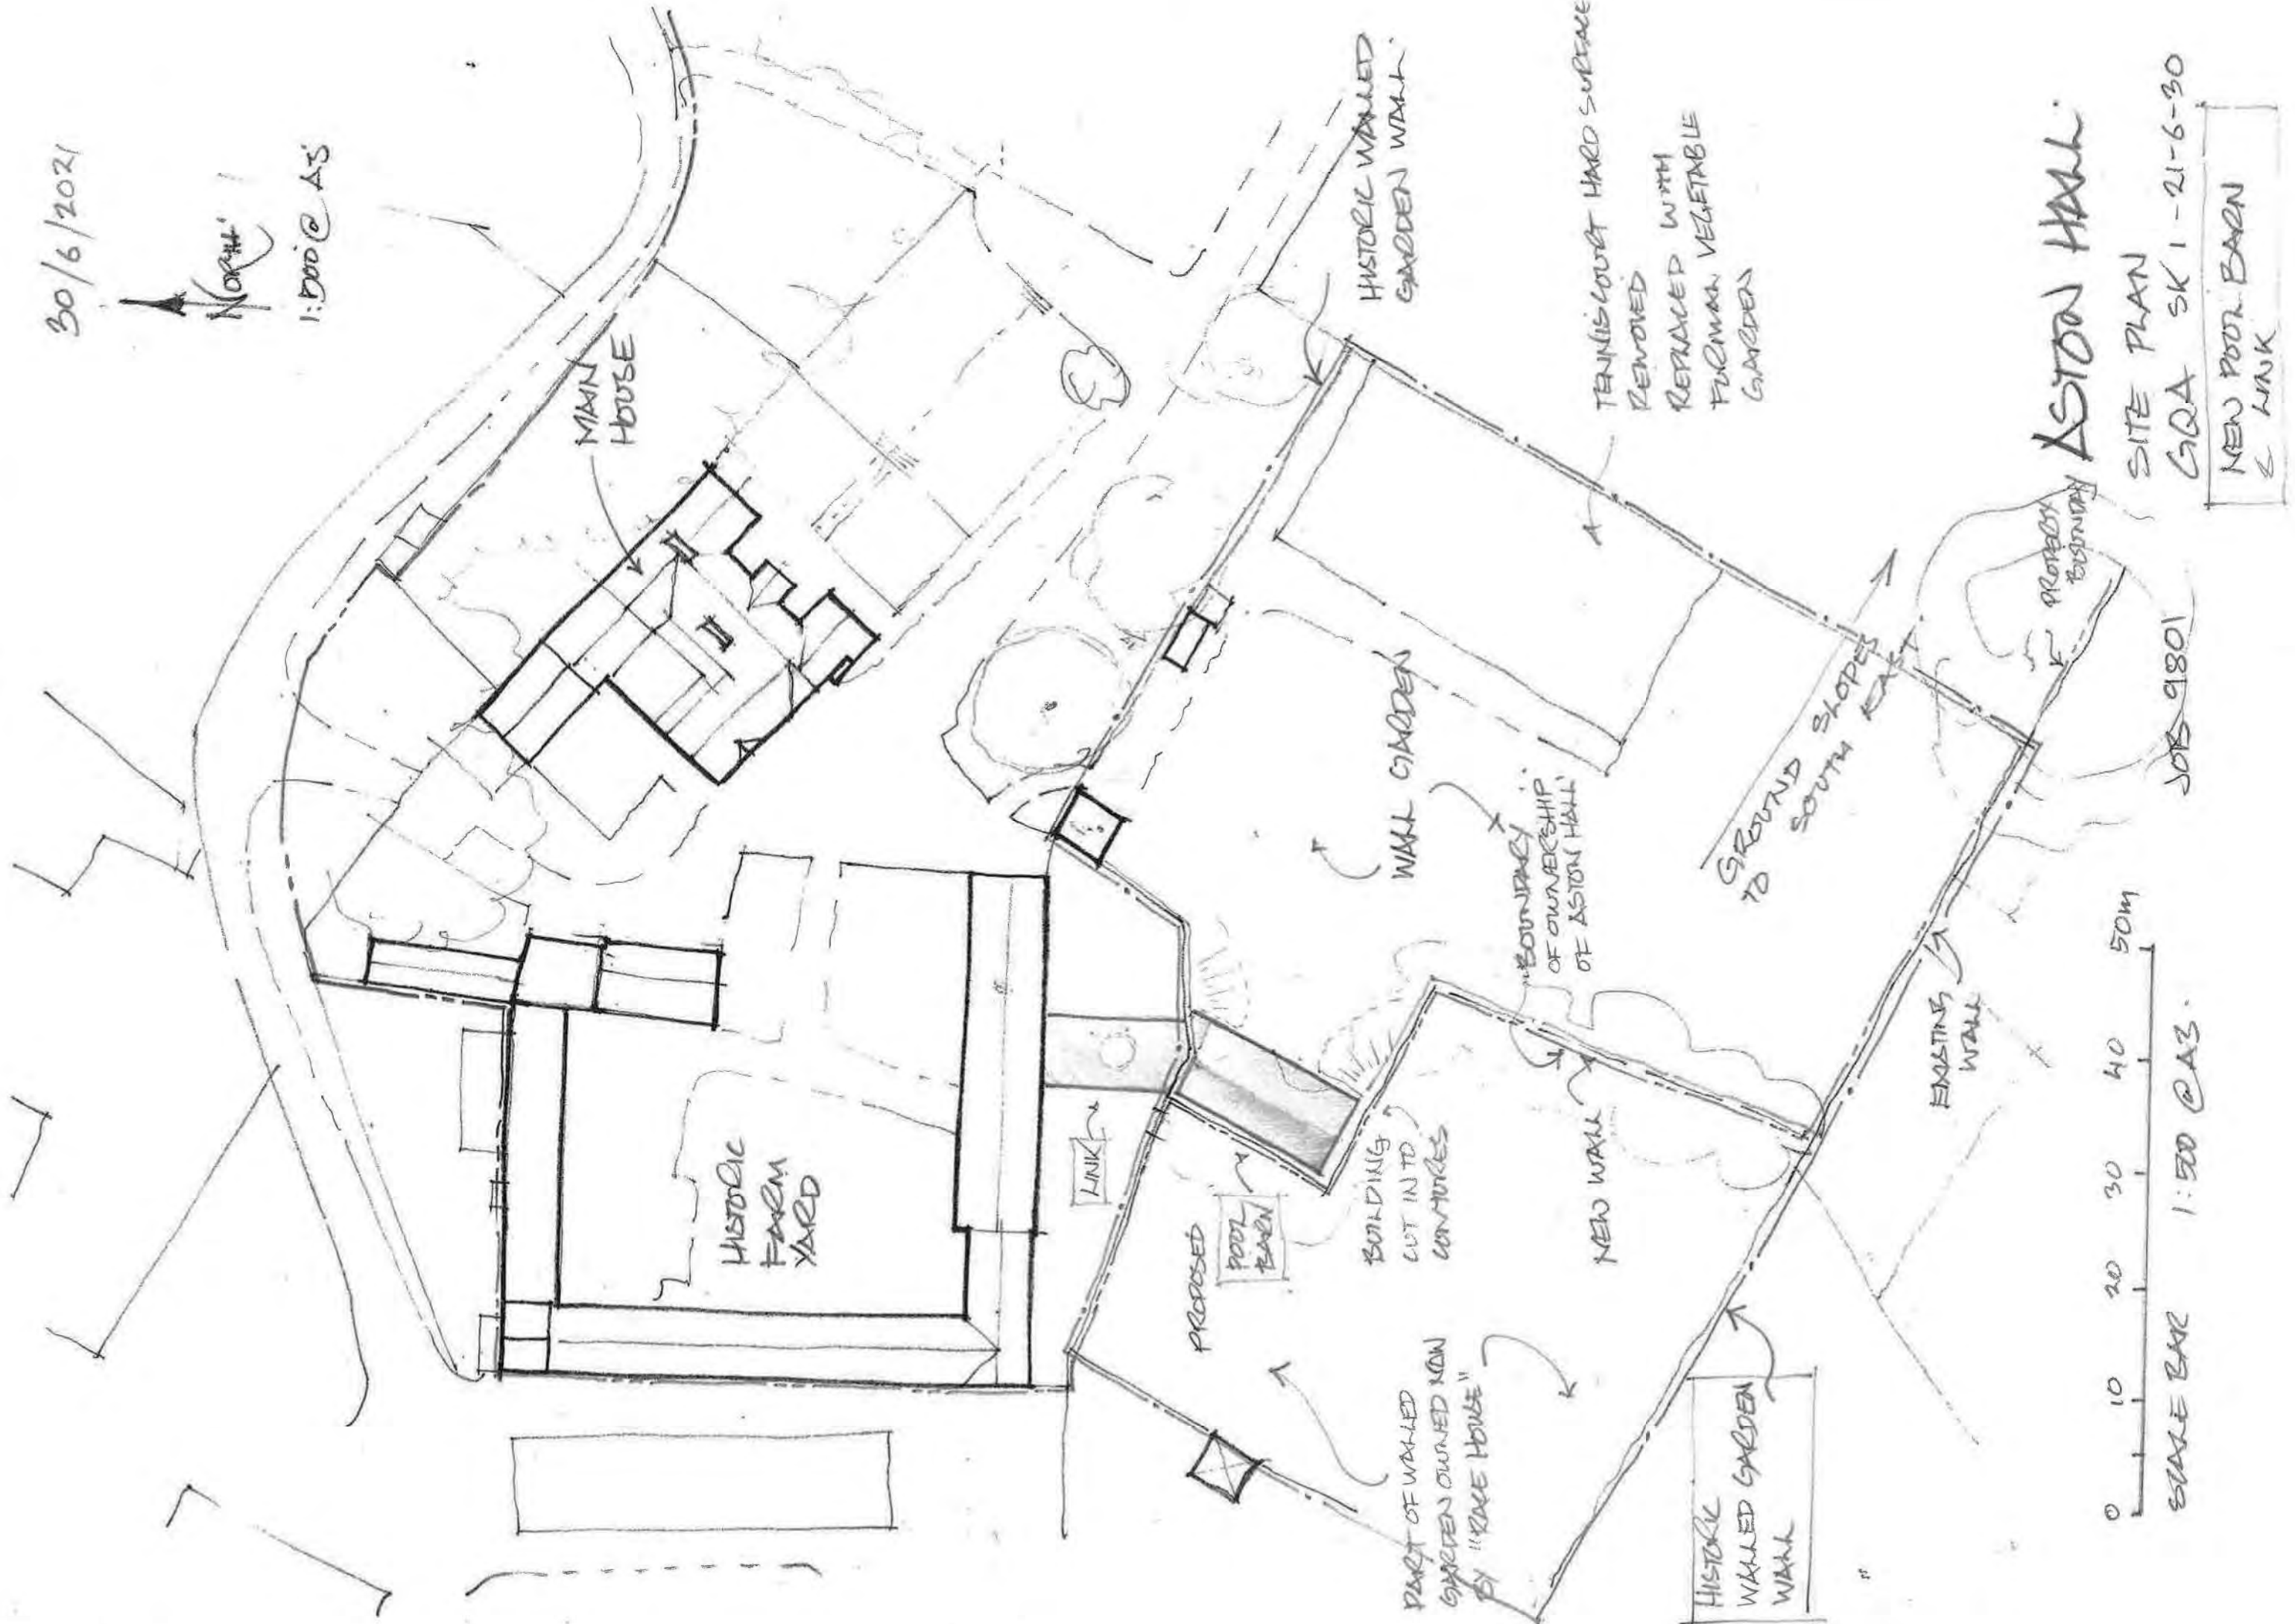 30/6/2021
NORTH
1:500 @ A3
MAIN
HOUSE
HISTORIC WALLED
GARDEN WALL.
TENNIS COURT HARD SURFACE
REMOVED
REPLACED WITH
FORMAL VEGETABLE
GARDEN
HISTORIC
FARM
YARD
LINK
PROPOSED
POOL
BARN
BUILDING
CUT IN TO
CONTOURES
WALL GARDEN
BOUNDARY
OF OWNERSHIP
OF ASTON HALL
GROUND SLOPES
TO SOUTH EAST
NEW WALL
PART OF WALLED
GARDEN OWNED NOW
BY "RACE HOUSE"
EXISTING
WALL
HISTORIC
WALLED GARDEN
WALL
PROPERTY
BOUNDARY
0 10 20 30 40 50m
SCALE BAR 1:500 @ A3.
JOB 9801
ASTON HALL.
SITE PLAN
GQA SK 1-21-6-30
NEW POOL BARN
& LINK